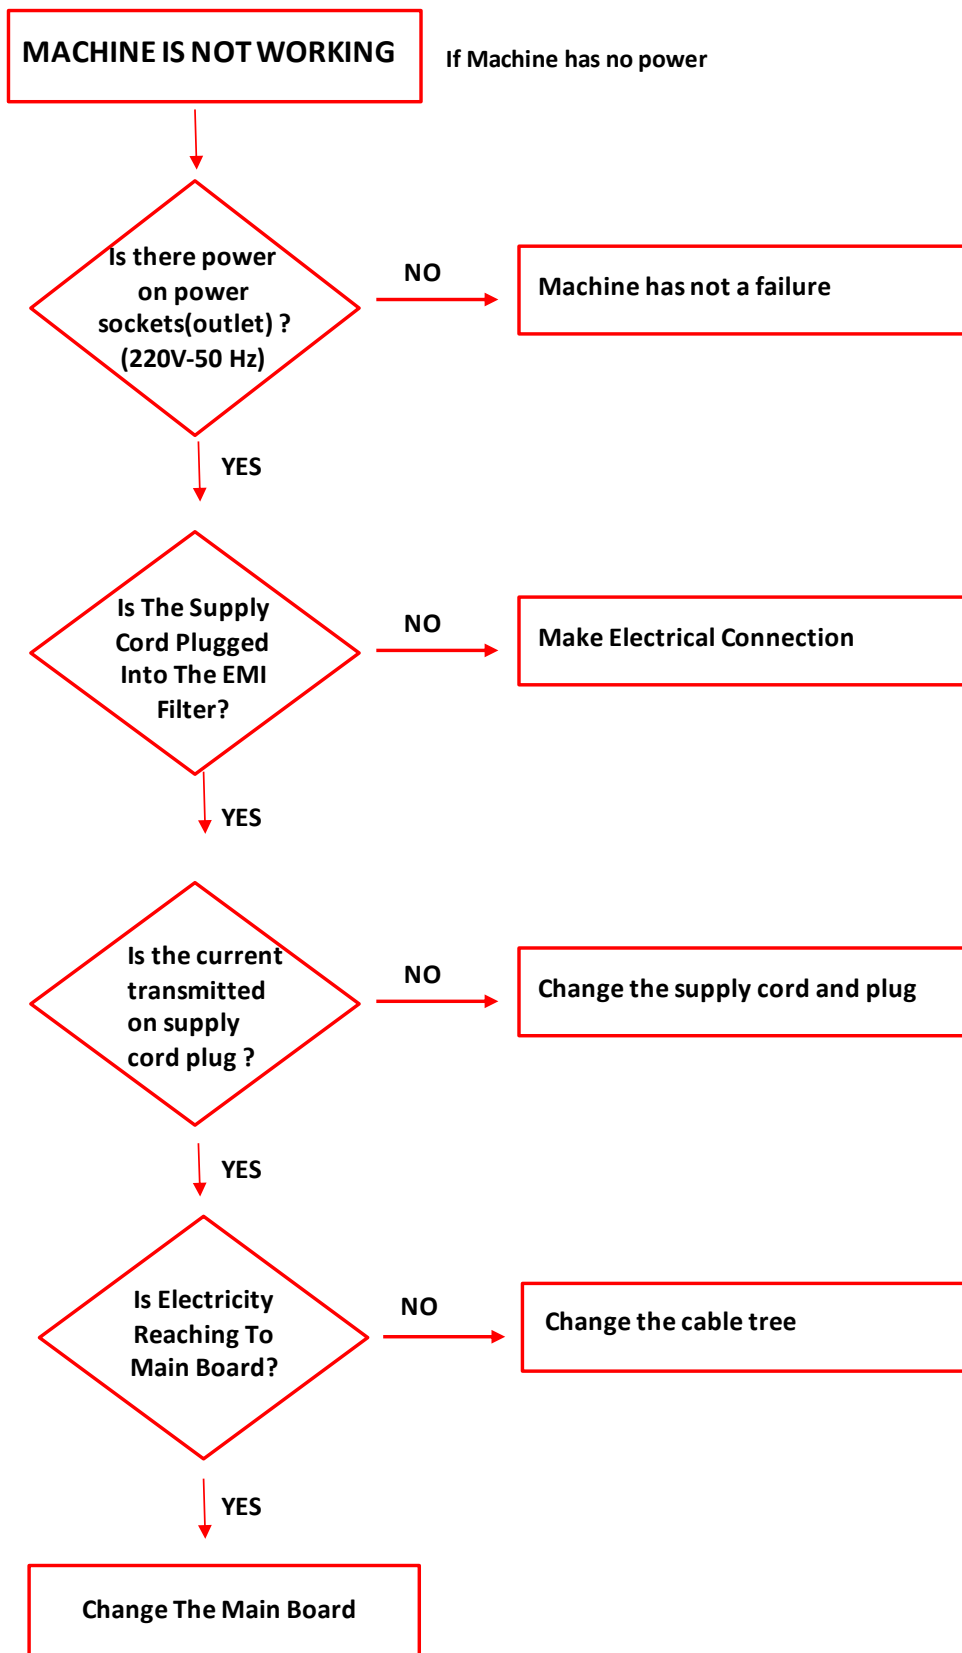 MACHINE IS NOT WORKING
If Machine has no power
Is there power
on power
sockets(outlet) ?
(220V-50 Hz)
NO
Machine has not a failure
YES
Is The Supply
Cord Plugged
Into The EMI
Filter?
NO
Make Electrical Connection
YES
Is the current
transmitted
on supply
cord plug ?
NO
Change the supply cord and plug
YES
Is Electricity
Reaching To
Main Board?
NO
Change the cable tree
YES
Change The Main Board